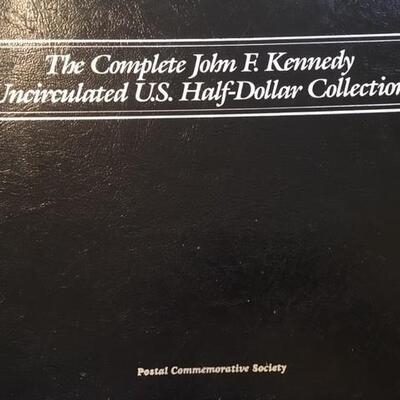 The Complete John F. Kennedy
Uncirculated U.S. Half-Dollar Collection
Postal Commemorative Society